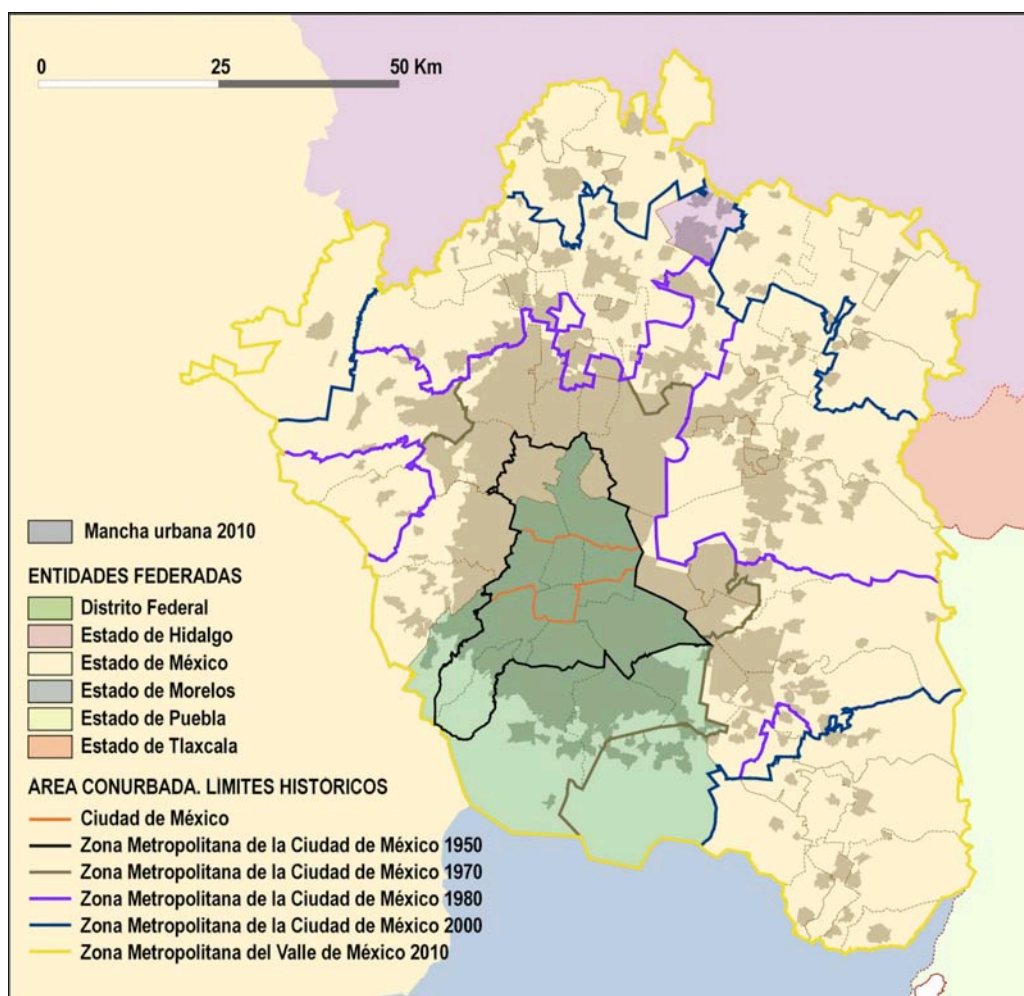 0 25 50 Km
Mancha urbana 2010
ENTIDADES FEDERADAS
Distrito Federal
Estado de Hidalgo
Estado de México
Estado de Morelos
Estado de Puebla
Estado de Tlaxcala
AREA CONURBADA. LÍMITES HISTÓRICOS
Ciudad de México
Zona Metropolitana de la Ciudad de México 1950
Zona Metropolitana de la Ciudad de México 1970
Zona Metropolitana de la Ciudad de México 1980
Zona Metropolitana de la Ciudad de México 2000
Zona Metropolitana del Valle de México 2010